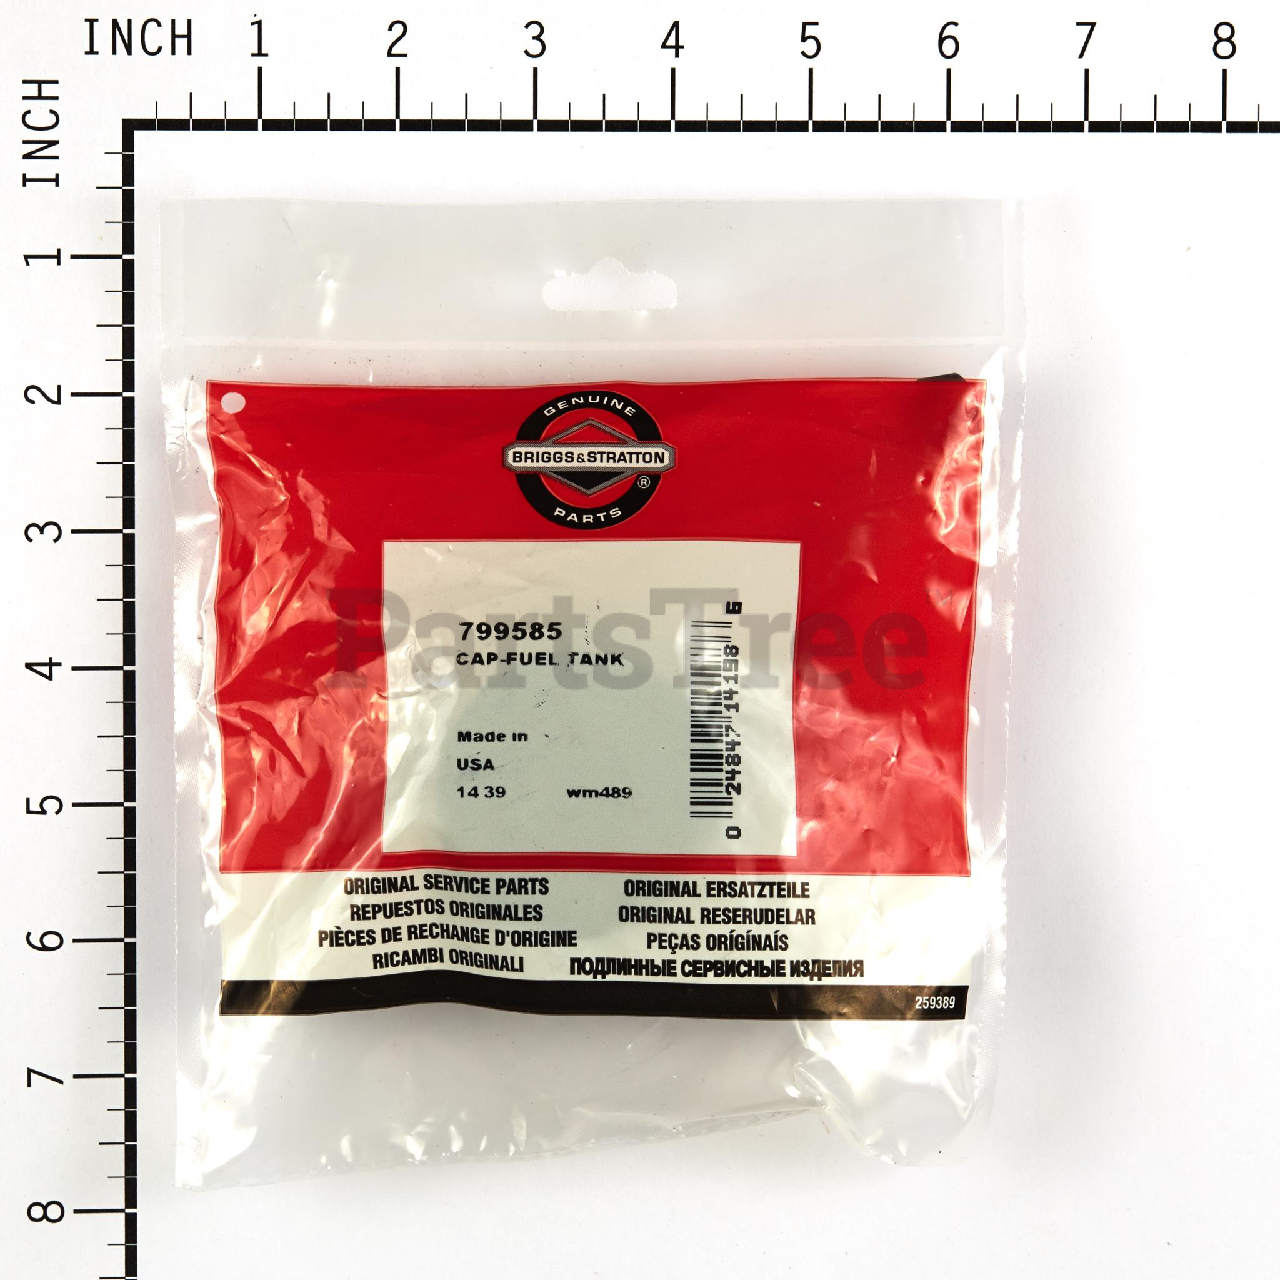 INCH 1 2 3 4 5 6 7 8
INCH
1
2
3
4
5
6
7
8
GENUINE
BRIGGS&STRATTON
®
PARTS
PartsTree
799585
CAP-FUEL TANK
Made in
USA
14 39 wm489
0 24847 14198 6
ORIGINAL SERVICE PARTS
REPUESTOS ORIGINALES
PIÈCES DE RECHANGE D'ORIGINE
RICAMBI ORIGINALI
ORIGINAL ERSATZTEILE
ORIGINAL RESERUDELAR
PEÇAS ORÍGÍNAÍS
ПОДЛИННЫЕ СЕРВИСНЫЕ ИЗДЕЛИЯ
259389